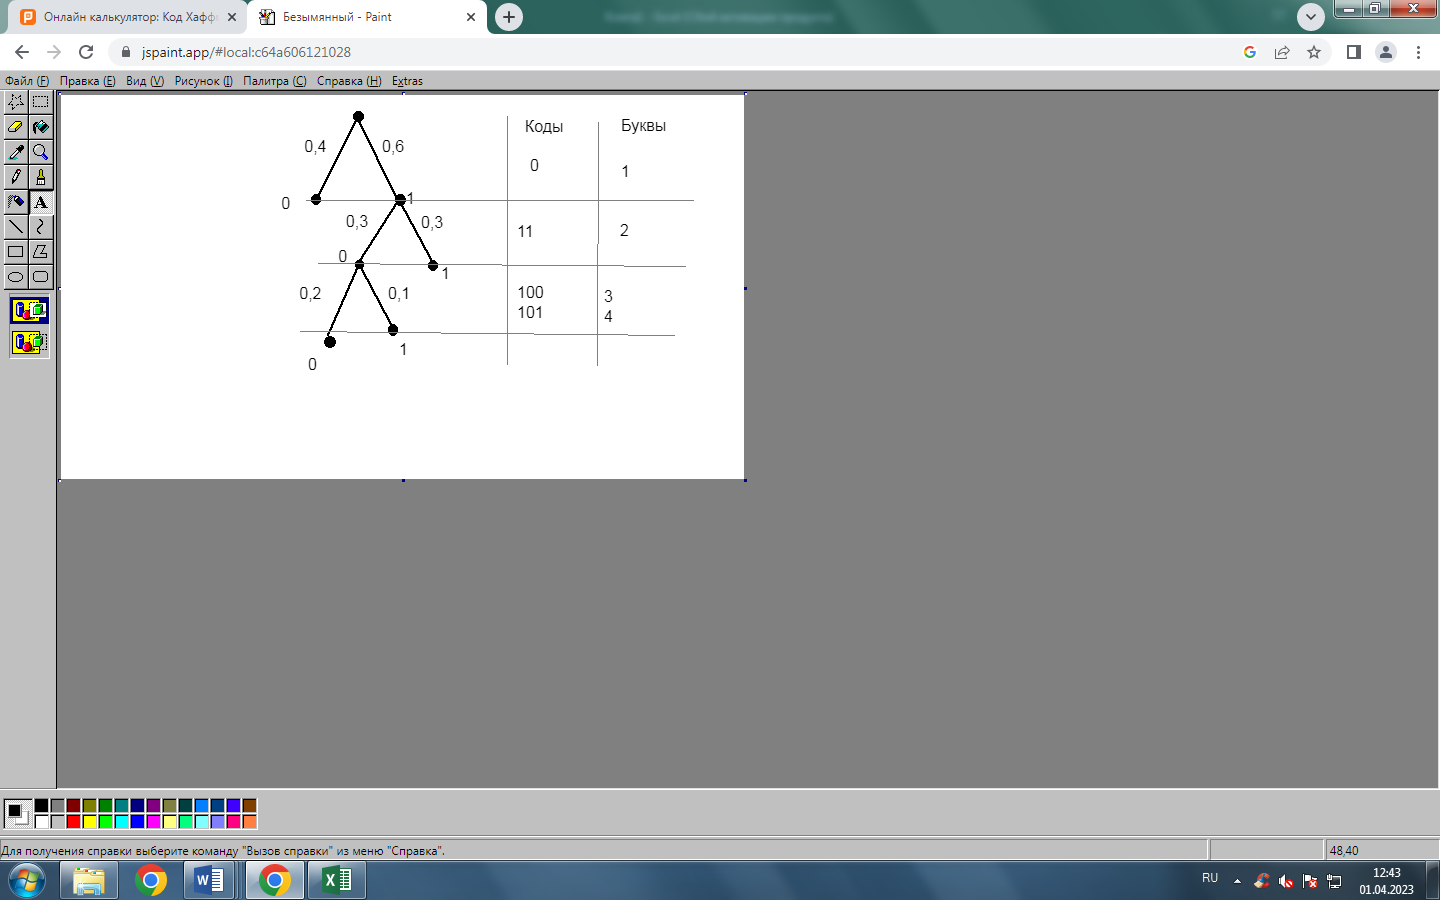 Онлайн калькулятор: Код Хафф
Безымянный - Paint
jspaint.app/#local:c64a606121028
Файл (F) Правка (E) Вид (V) Рисунок (I) Палитра (C) Справка (H) Extras
Коды Буквы
0,4 0,6
0 1
0 1
0,3 0,3
11 2
0 1
0,2 0,1
100 3
101 4
0 1
Для получения справки выберите команду "Вызов справки" из меню "Справка".
48,40
RU
12:43
01.04.2023